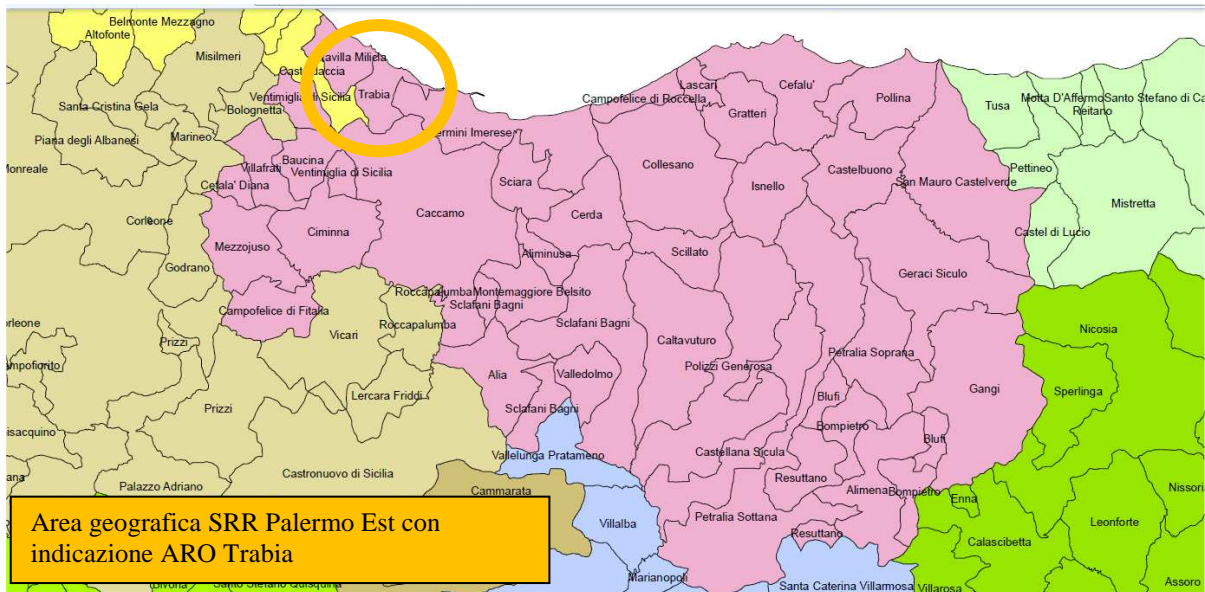 Belmonte Mezzagno
Altofonte
Misilmeri
Casteldaccia
Trabia
Ventimiglia di Sicilia
Bolognetta
Santa Cristina Gela
Piana degli Albanesi
Marineo
Termini Imerese
Campofelice di Roccella
Lascari
Gratteri
Cefalu'
Pollina
Tusa
Motta D'Affermo
Santo Stefano di Ca
Reitano
Baucina
Villafrati
Ventimiglia di Sicilia
Cefala' Diana
Sciara
Collesano
Isnello
Castelbuono
San Mauro Castelverde
Pettineo
Mistretta
Castel di Lucio
Corleone
Caccamo
Cerda
Mezzojuso
Ciminna
Godrano
Aliminusa
Scillato
Geraci Siculo
Roccapalumba
Montemaggiore Belsito
Sclafani Bagni
Campofelice di Fitalia
Vicari
Roccapalumba
Sclafani Bagni
Caltavuturo
Petralia Soprana
Polizzi Generosa
Nicosia
Prizzi
Alia
Valledolmo
Lercara Friddi
Blufi
Gangi
Sperlinga
Prizzi
Sclafani Bagni
Bompietro
Blufi
Vallelunga Pratameno
Castellana Sicula
Castronuovo di Sicilia
Palazzo Adriano
Cammarata
Resuttano
Alimena
Bompietro
Enna
Nissori
Villalba
Petralia Sottana
Resuttano
Leonforte
Calascibetta
Marianopoli
Santa Caterina Villarmosa
Villarosa
Assoro
Area geografica SRR Palermo Est con
indicazione ARO Trabia